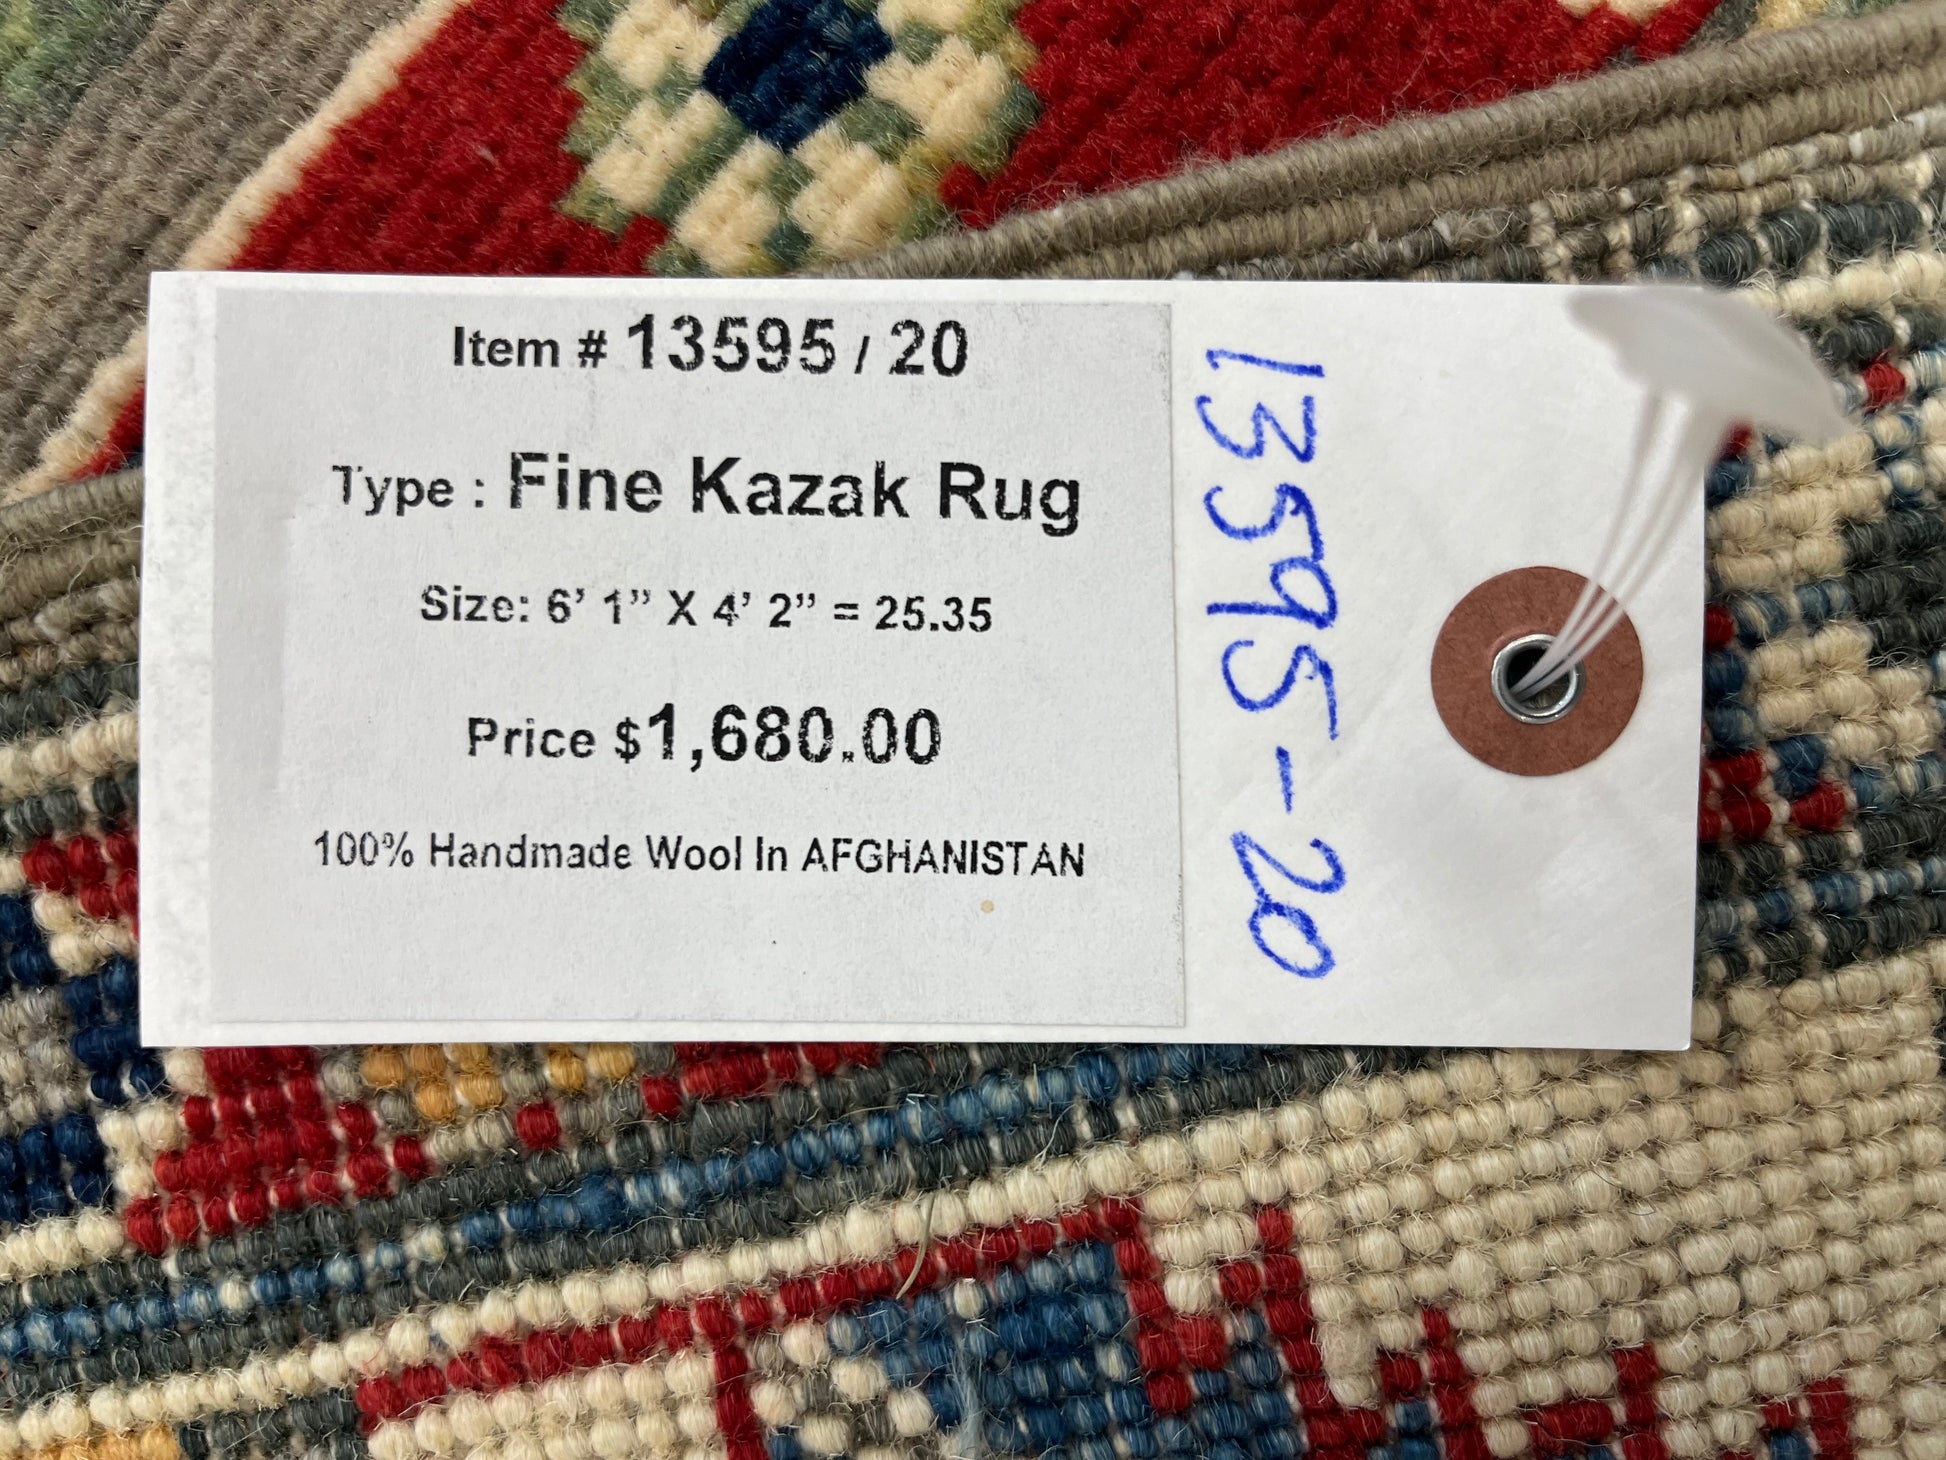 Item # 13595 / 20
Type : Fine Kazak Rug
Size: 6’ 1” X 4’ 2” = 25.35
Price $1,680.00
100% Handmade Wool In AFGHANISTAN
13595-20